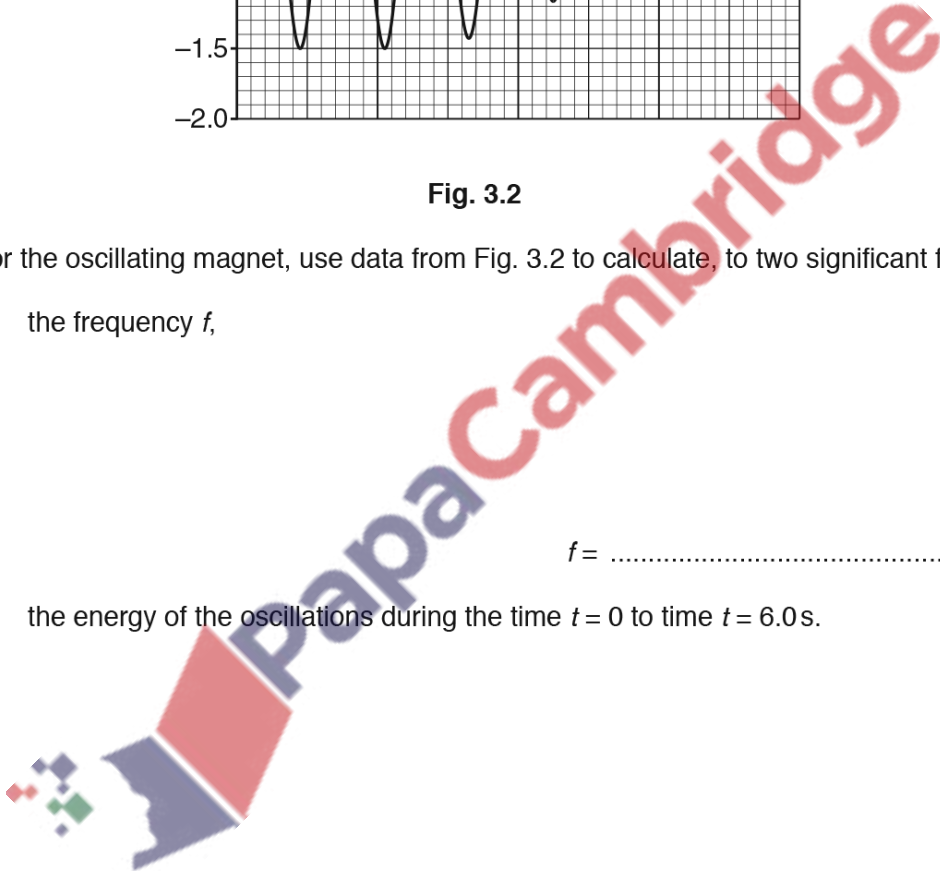 –1.5
–2.0
Fig. 3.2
r the oscillating magnet, use data from Fig. 3.2 to calculate, to two significant f
the frequency f,
f = ............................................
the energy of the oscillations during the time t = 0 to time t = 6.0 s.
PapaCambridge